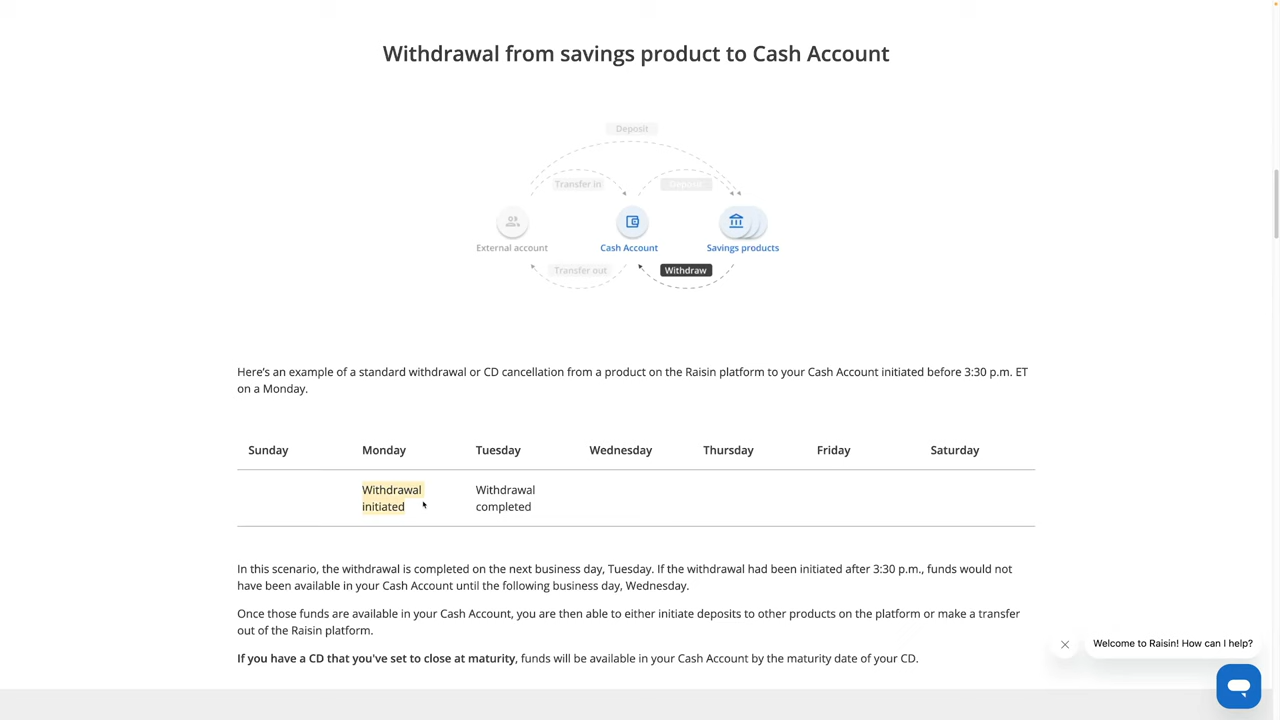 Withdrawal from savings product to Cash Account
Deposit
Transfer in
Deposit
External account
Cash Account
Savings products
Transfer out
Withdraw
Here's an example of a standard withdrawal or CD cancellation from a product on the Raisin platform to your Cash Account initiated before 3:30 p.m. ET
on a Monday.
Sunday Monday Tuesday Wednesday Thursday Friday Saturday
Withdrawal Withdrawal
initiated completed
In this scenario, the withdrawal is completed on the next business day, Tuesday. If the withdrawal had been initiated after 3:30 p.m., funds would not
have been available in your Cash Account until the following business day, Wednesday.
Once those funds are available in your Cash Account, you are then able to either initiate deposits to other products on the platform or make a transfer
out of the Raisin platform.
If you have a CD that you've set to close at maturity, funds will be available in your Cash Account by the maturity date of your CD.
Welcome to Raisin! How can I help?